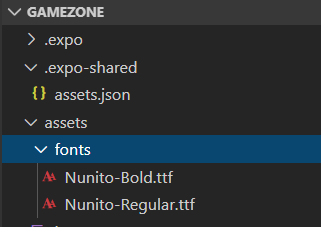 GAMEZONE
.expo
.expo-shared
{} assets.json
assets
fonts
Nunito-Bold.ttf
Nunito-Regular.ttf